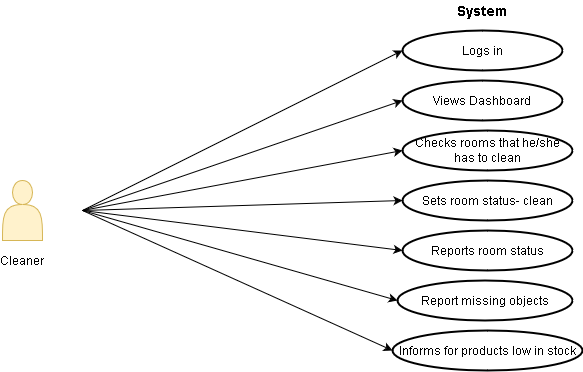 System
Logs in
Views Dashboard
Checks rooms that he/she
has to clean
Sets room status- clean
Reports room status
Report missing objects
Informs for products low in stock
Cleaner